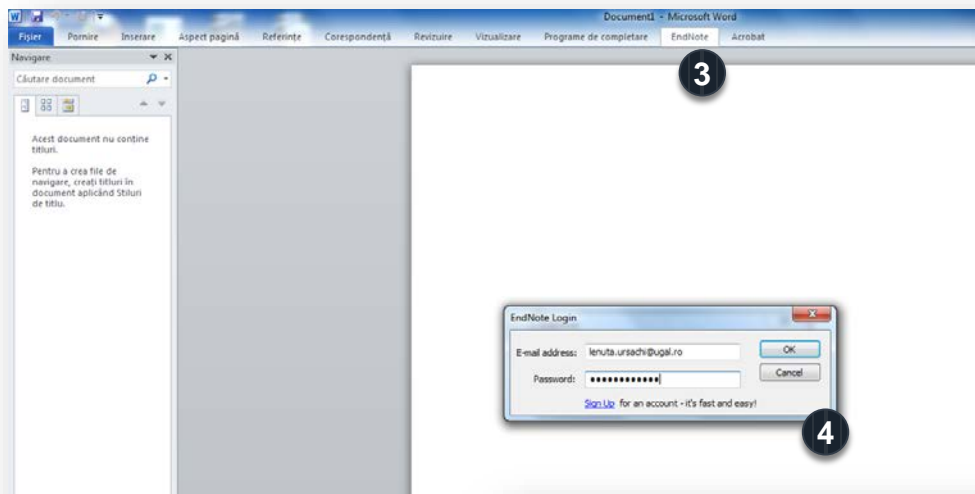 Document1 - Microsoft Word
Fișier Pornire Inserare Aspect pagină Referințe Corespondență Revizuire Vizualizare Programe de completare EndNote Acrobat
Navigare
Căutare document
3
Acest document nu conține
titluri.
Pentru a crea file de
navigare, creați titluri în
document aplicând Stiluri
de titlu.
EndNote Login
E-mail address: lenuta.ursachi@ugal.ro OK
Password: ●●●●●●●●●●●● Cancel
Sign Up for an account - it's fast and easy!
4